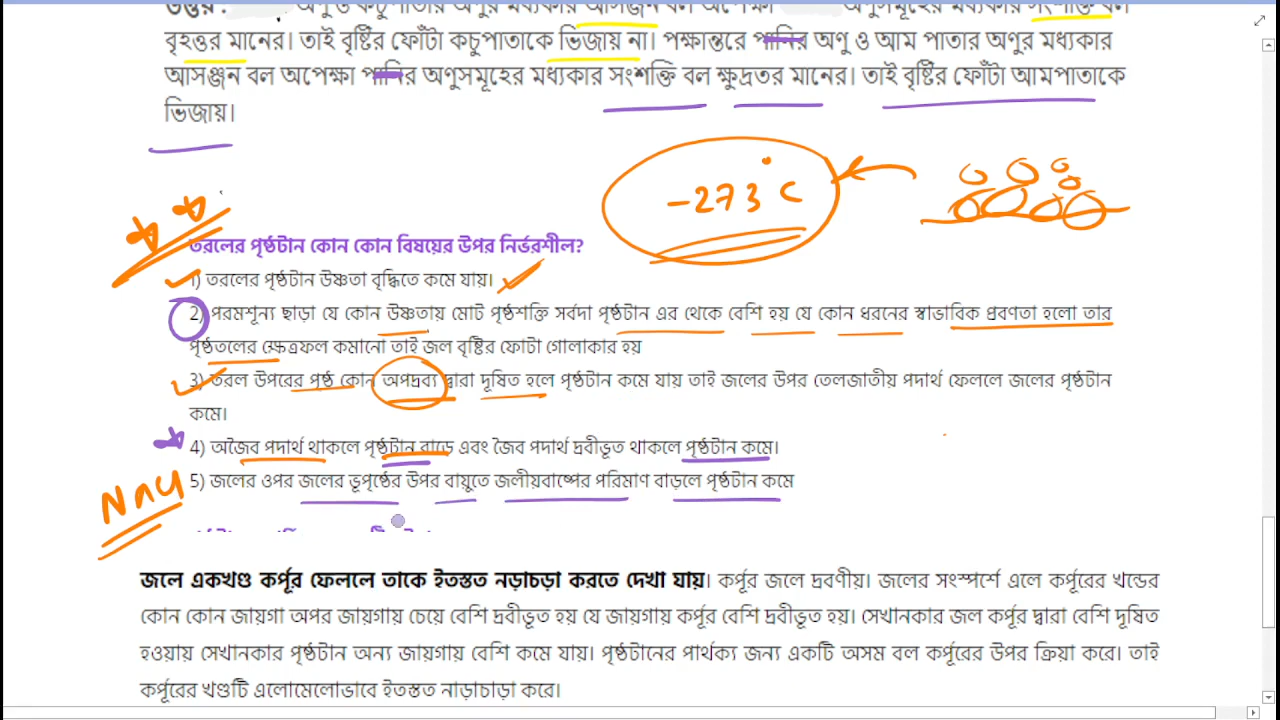 উত্তর : অণু ও কচুপাতার অণুর মধ্যকার আসঞ্জন বল অপেক্ষা অণুসমূহের মধ্যকার সংশক্তি বল
বৃহত্তর মানের। তাই বৃষ্টির ফোঁটা কচুপাতাকে ভিজায় না। পক্ষান্তরে পানির অণু ও আম পাতার অণুর মধ্যকার
আসঞ্জন বল অপেক্ষা পানির অণুসমূহের মধ্যকার সংশক্তি বল ক্ষুদ্রতর মানের। তাই বৃষ্টির ফোঁটা আমপাতাকে
ভিজায়।
-273°C
তরলের পৃষ্ঠটান কোন কোন বিষয়ের উপর নির্ভরশীল?
1) তরলের পৃষ্ঠটান উষ্ণতা বৃদ্ধিতে কমে যায়।
2) পরমশূন্য ছাড়া যে কোন উষ্ণতায় মোট পৃষ্ঠশক্তি সর্বদা পৃষ্ঠটান এর থেকে বেশি হয় যে কোন ধরনের স্বাভাবিক প্রবণতা হলো তার
পৃষ্ঠতলের ক্ষেত্রফল কমানো তাই জল বৃষ্টির ফোটা গোলাকার হয়
3) তরল উপরের পৃষ্ঠ কোন অপদ্রব্য দ্বারা দূষিত হলে পৃষ্ঠটান কমে যায় তাই জলের উপর তেলজাতীয় পদার্থ ফেললে জলের পৃষ্ঠটান
কমে।
4) অজৈব পদার্থ থাকলে পৃষ্ঠটান বাড়ে এবং জৈব পদার্থ দ্রবীভূত থাকলে পৃষ্ঠটান কমে।
5) জলের ওপর জলের ভূপৃষ্ঠের উপর বায়ুতে জলীয়বাষ্পের পরিমাণ বাড়লে পৃষ্ঠটান কমে
জলে একখণ্ড কর্পূর ফেললে তাকে ইতস্তত নড়াচড়া করতে দেখা যায়। কর্পূর জলে দ্রবণীয়। জলের সংস্পর্শে এলে কর্পূরের খন্ডের
কোন কোন জায়গা অপর জায়গায় চেয়ে বেশি দ্রবীভূত হয় যে জায়গায় কর্পূর বেশি দ্রবীভূত হয়। সেখানকার জল কর্পূর দ্বারা বেশি দূষিত
হওয়ায় সেখানকার পৃষ্ঠটান অন্য জায়গায় বেশি কমে যায়। পৃষ্ঠটানের পার্থক্য জন্য একটি অসম বল কর্পূরের উপর ক্রিয়া করে। তাই
কর্পূরের খণ্ডটি এলোমেলোভাবে ইতস্তত নাড়াচাড়া করে।